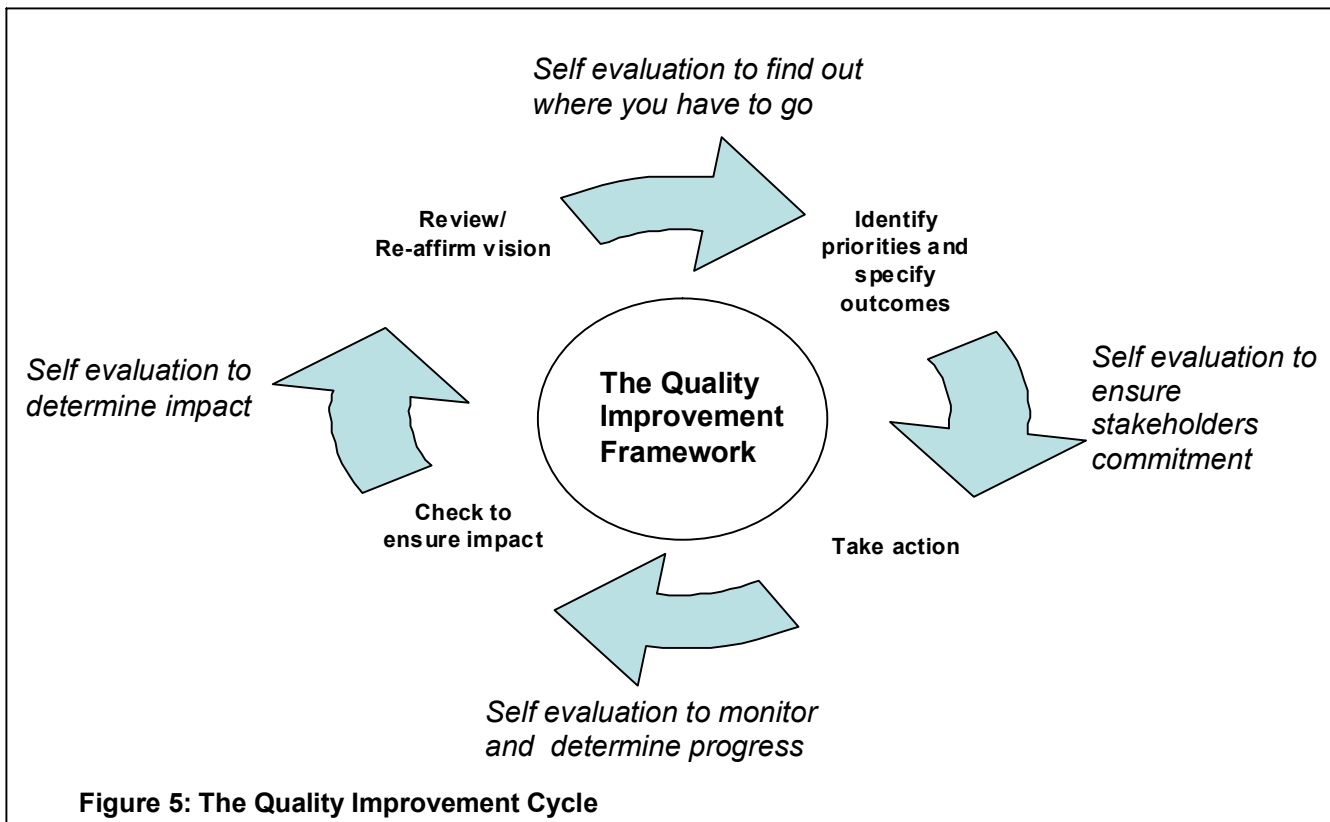 Self evaluation to find out
where you have to go
Review/
Re-affirm vision
Identify
priorities and
specify
outcomes
Self evaluation to
determine impact
The Quality
Improvement
Framework
Self evaluation to
ensure
stakeholders
commitment
Check to
ensure impact
Take action
Self evaluation to monitor
and determine progress
Figure 5: The Quality Improvement Cycle